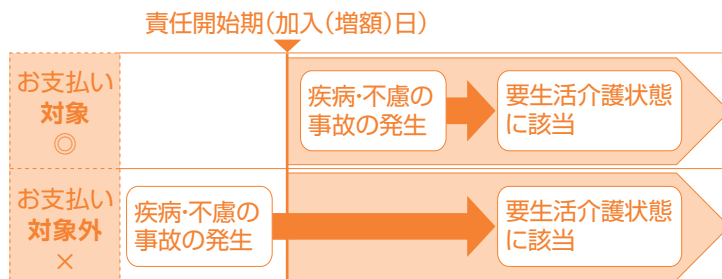 責任開始期（加入（増額）日）
お支払い
対象
◎
疾病・不慮の
事故の発生
要生活介護状態
に該当
お支払い
対象外
×
疾病・不慮の
事故の発生
要生活介護状態
に該当